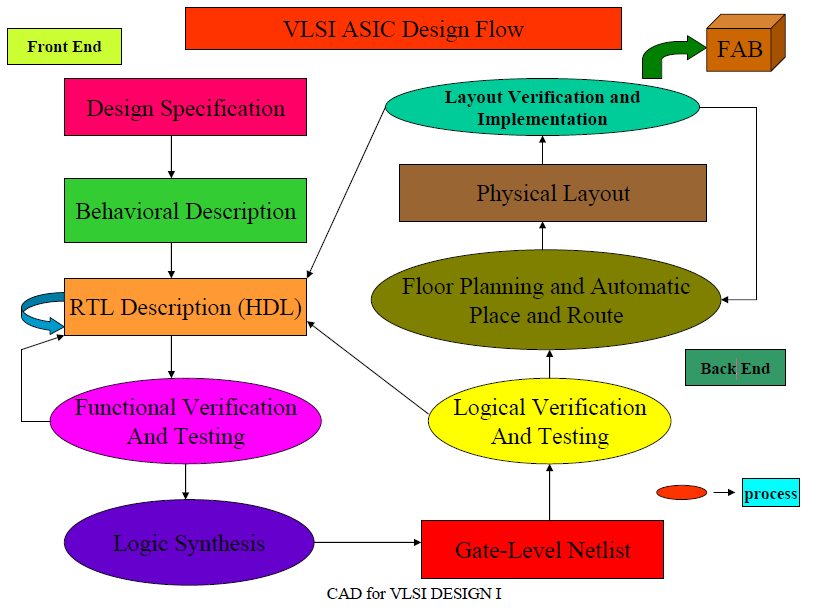 VLSI ASIC Design Flow
Front End
FAB
Design Specification
Behavioral Description
RTL Description (HDL)
Functional Verification
And Testing
Logic Synthesis
Layout Verification and
Implementation
Physical Layout
Floor Planning and Automatic
Place and Route
Back End
Logical Verification
And Testing
process
Gate-Level Netlist
CAD for VLSI DESIGN I